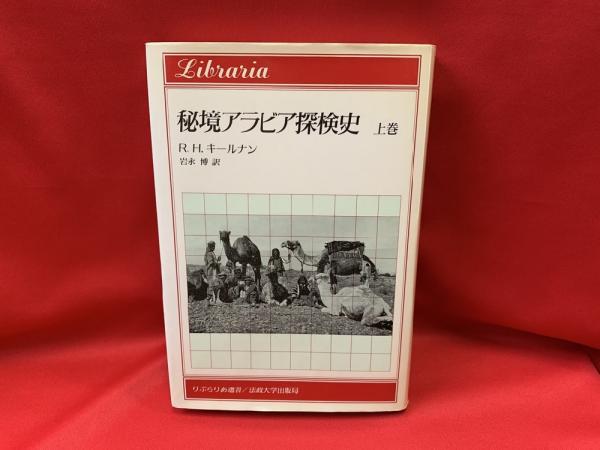 Libraria
秘境アラビア探検史 上巻
R.H.キールナン
岩永 博 訳
りぶらりあ選書/法政大学出版局